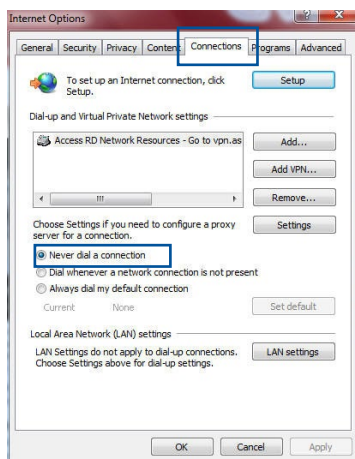 Internet Options
General Security Privacy Content Connections Programs Advanced
To set up an Internet connection, click
Setup.
Setup
Dial-up and Virtual Private Network settings
Access RD Network Resources - Go to vpn.as
Add...
Add VPN...
Remove...
Choose Settings if you need to configure a proxy
server for a connection.
Settings
Never dial a connection
Dial whenever a network connection is not present
Always dial my default connection
Current None
Set default
Local Area Network (LAN) settings
LAN Settings do not apply to dial-up connections.
Choose Settings above for dial-up settings.
LAN settings
OK Cancel Apply